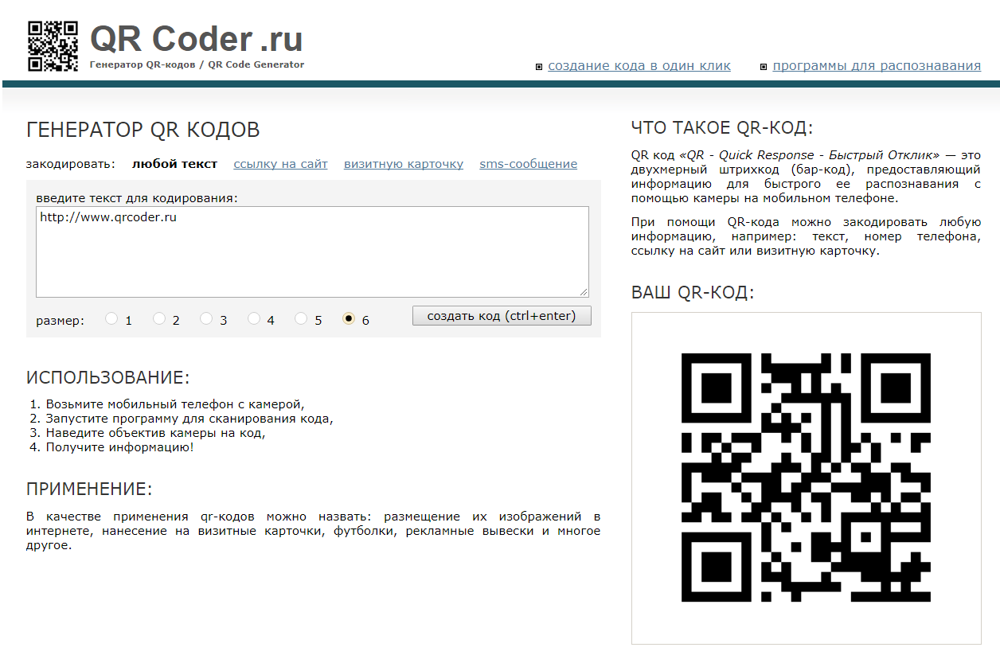 QR Coder .ru
Генератор QR-кодов / QR Code Generator
создание кода в один клик
программы для распознавания
ГЕНЕРАТОР QR КОДОВ
закодировать: любой текст ссылку на сайт визитную карточку sms-сообщение
введите текст для кодирования:
http://www.qrcoder.ru
размер: 1 2 3 4 5 6 создать код (ctrl+enter)
ИСПОЛЬЗОВАНИЕ:
1. Возьмите мобильный телефон с камерой,
2. Запустите программу для сканирования кода,
3. Наведите объектив камеры на код,
4. Получите информацию!
ПРИМЕНЕНИЕ:
В качестве применения qr-кодов можно назвать: размещение их изображений в
интернете, нанесение на визитные карточки, футболки, рекламные вывески и многое
другое.
ЧТО ТАКОЕ QR-КОД:
QR код «QR - Quick Response - Быстрый Отклик» — это
двухмерный штрихкод (бар-код), предоставляющий
информацию для быстрого ее распознавания с
помощью камеры на мобильном телефоне.
При помощи QR-кода можно закодировать любую
информацию, например: текст, номер телефона,
ссылку на сайт или визитную карточку.
ВАШ QR-КОД: